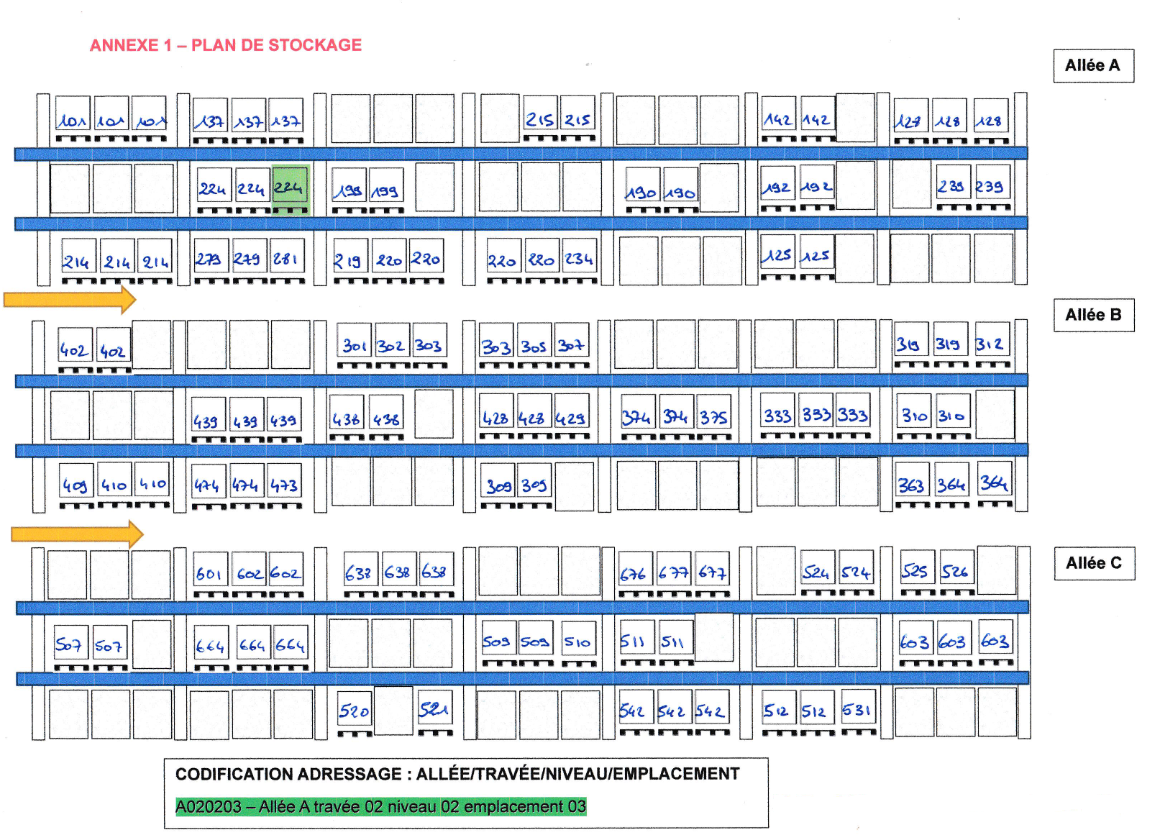 ANNEXE 1 – PLAN DE STOCKAGE
Allée A
101 101 101 137 137 137 215 215 142 142 128 128 128
224 224 224 199 199 190 190 192 192 239 239
214 214 214 279 279 281 219 220 220 220 220 234 125 125
Allée B
402 402 301 302 303 303 305 307 319 319 312
439 439 439 438 438 428 428 429 374 374 375 333 333 333 310 310
409 410 410 474 474 473 309 309 363 364 364
Allée C
601 602 602 638 638 638 676 677 677 524 524 525 526
507 507 664 664 664 509 509 510 511 511 603 603 603
520 521 542 542 542 512 512 531
CODIFICATION ADRESSAGE : ALLÉE/TRAVÉE/NIVEAU/EMPLACEMENT
A020203 – Allée A travée 02 niveau 02 emplacement 03